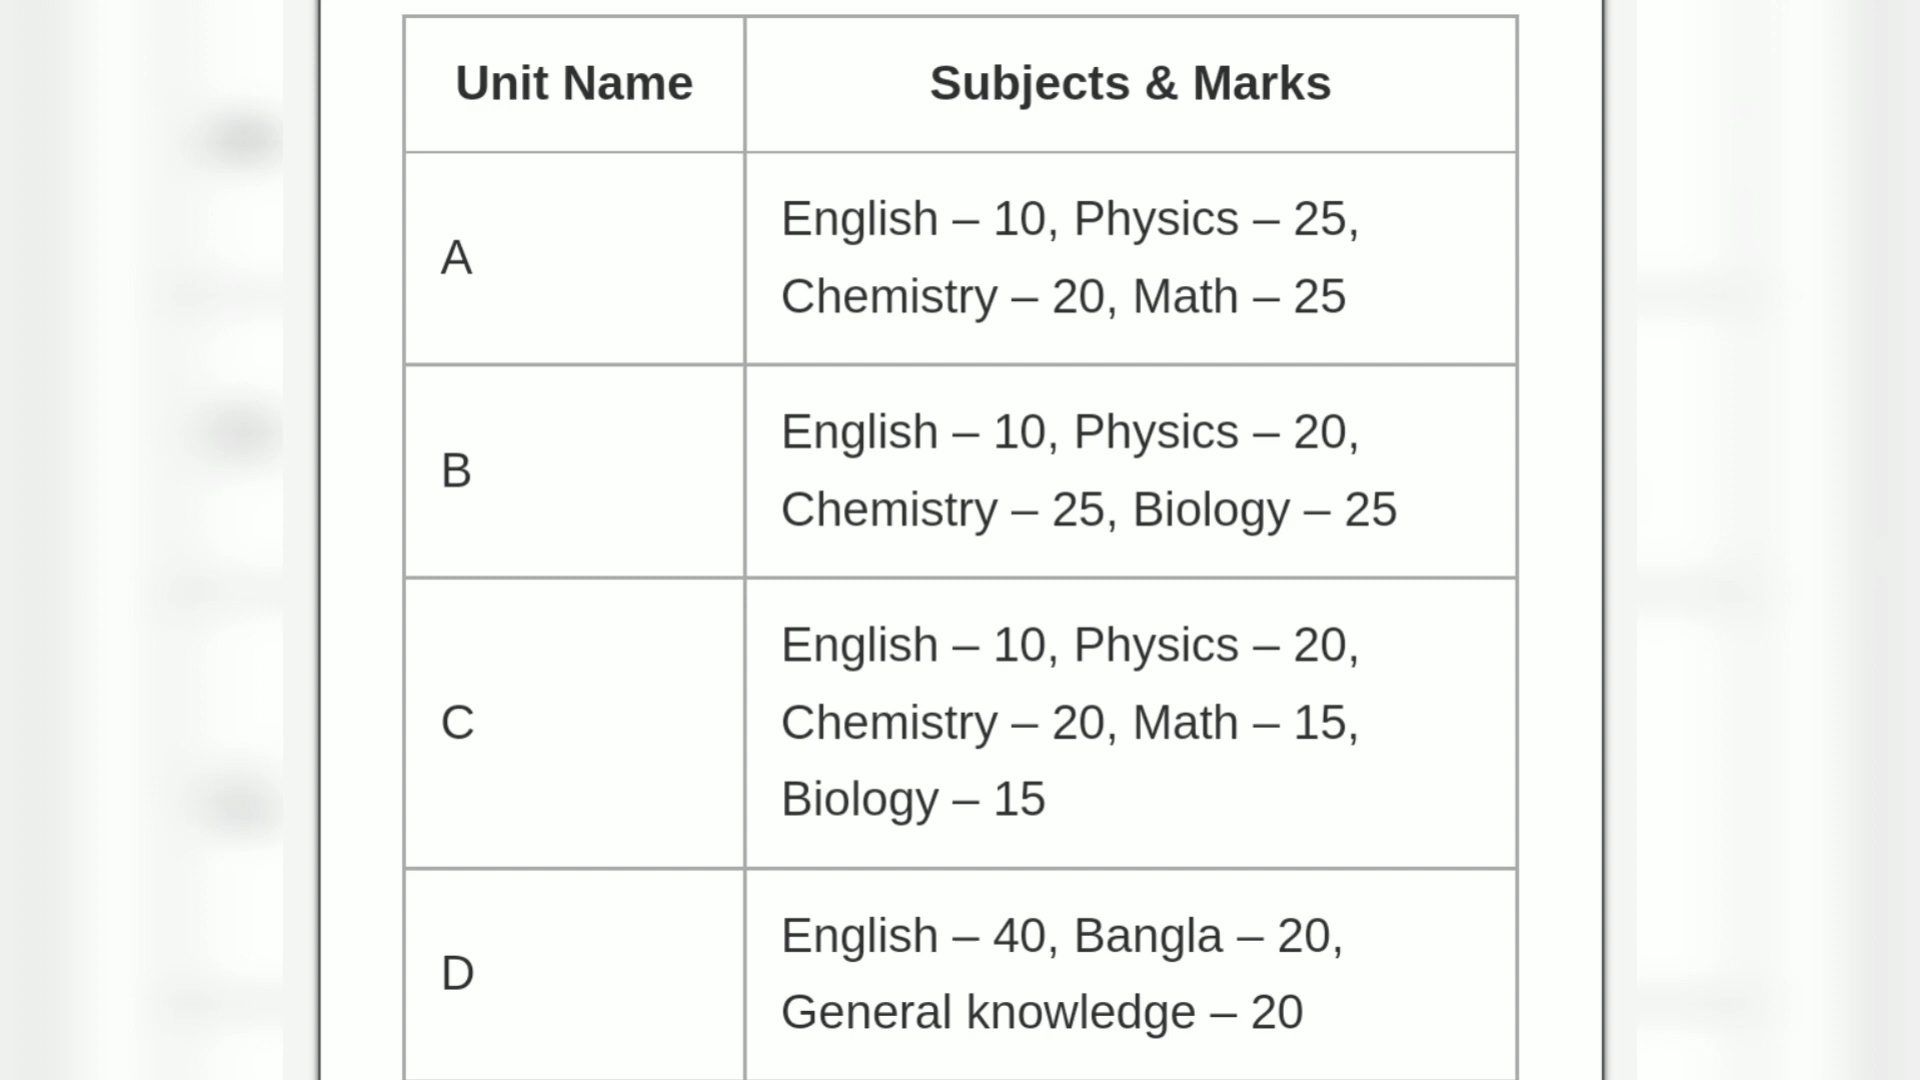 Unit Name
Subjects & Marks
A
English – 10, Physics – 25,
Chemistry – 20, Math – 25
B
English – 10, Physics – 20,
Chemistry – 25, Biology – 25
C
English – 10, Physics – 20,
Chemistry – 20, Math – 15,
Biology – 15
D
English – 40, Bangla – 20,
General knowledge – 20